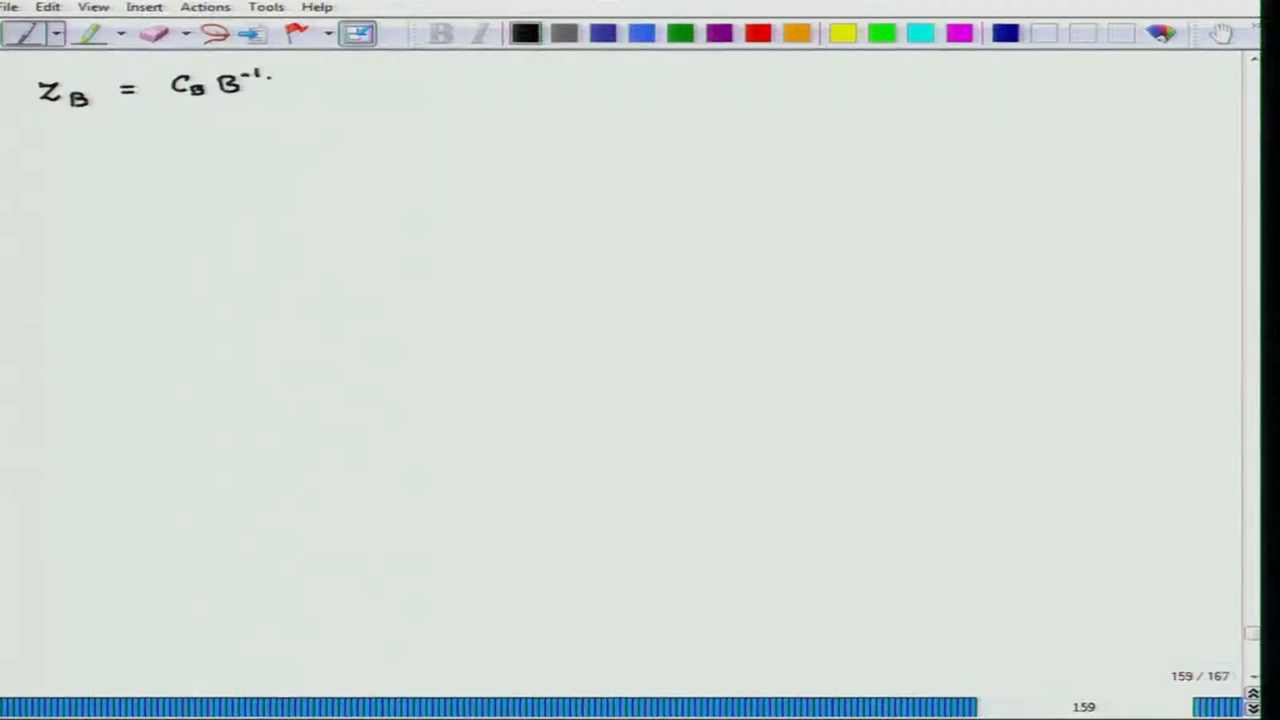 File Edit View Insert Actions Tools Help
B I
Z_B = C_B B^-1.
159 / 167
159